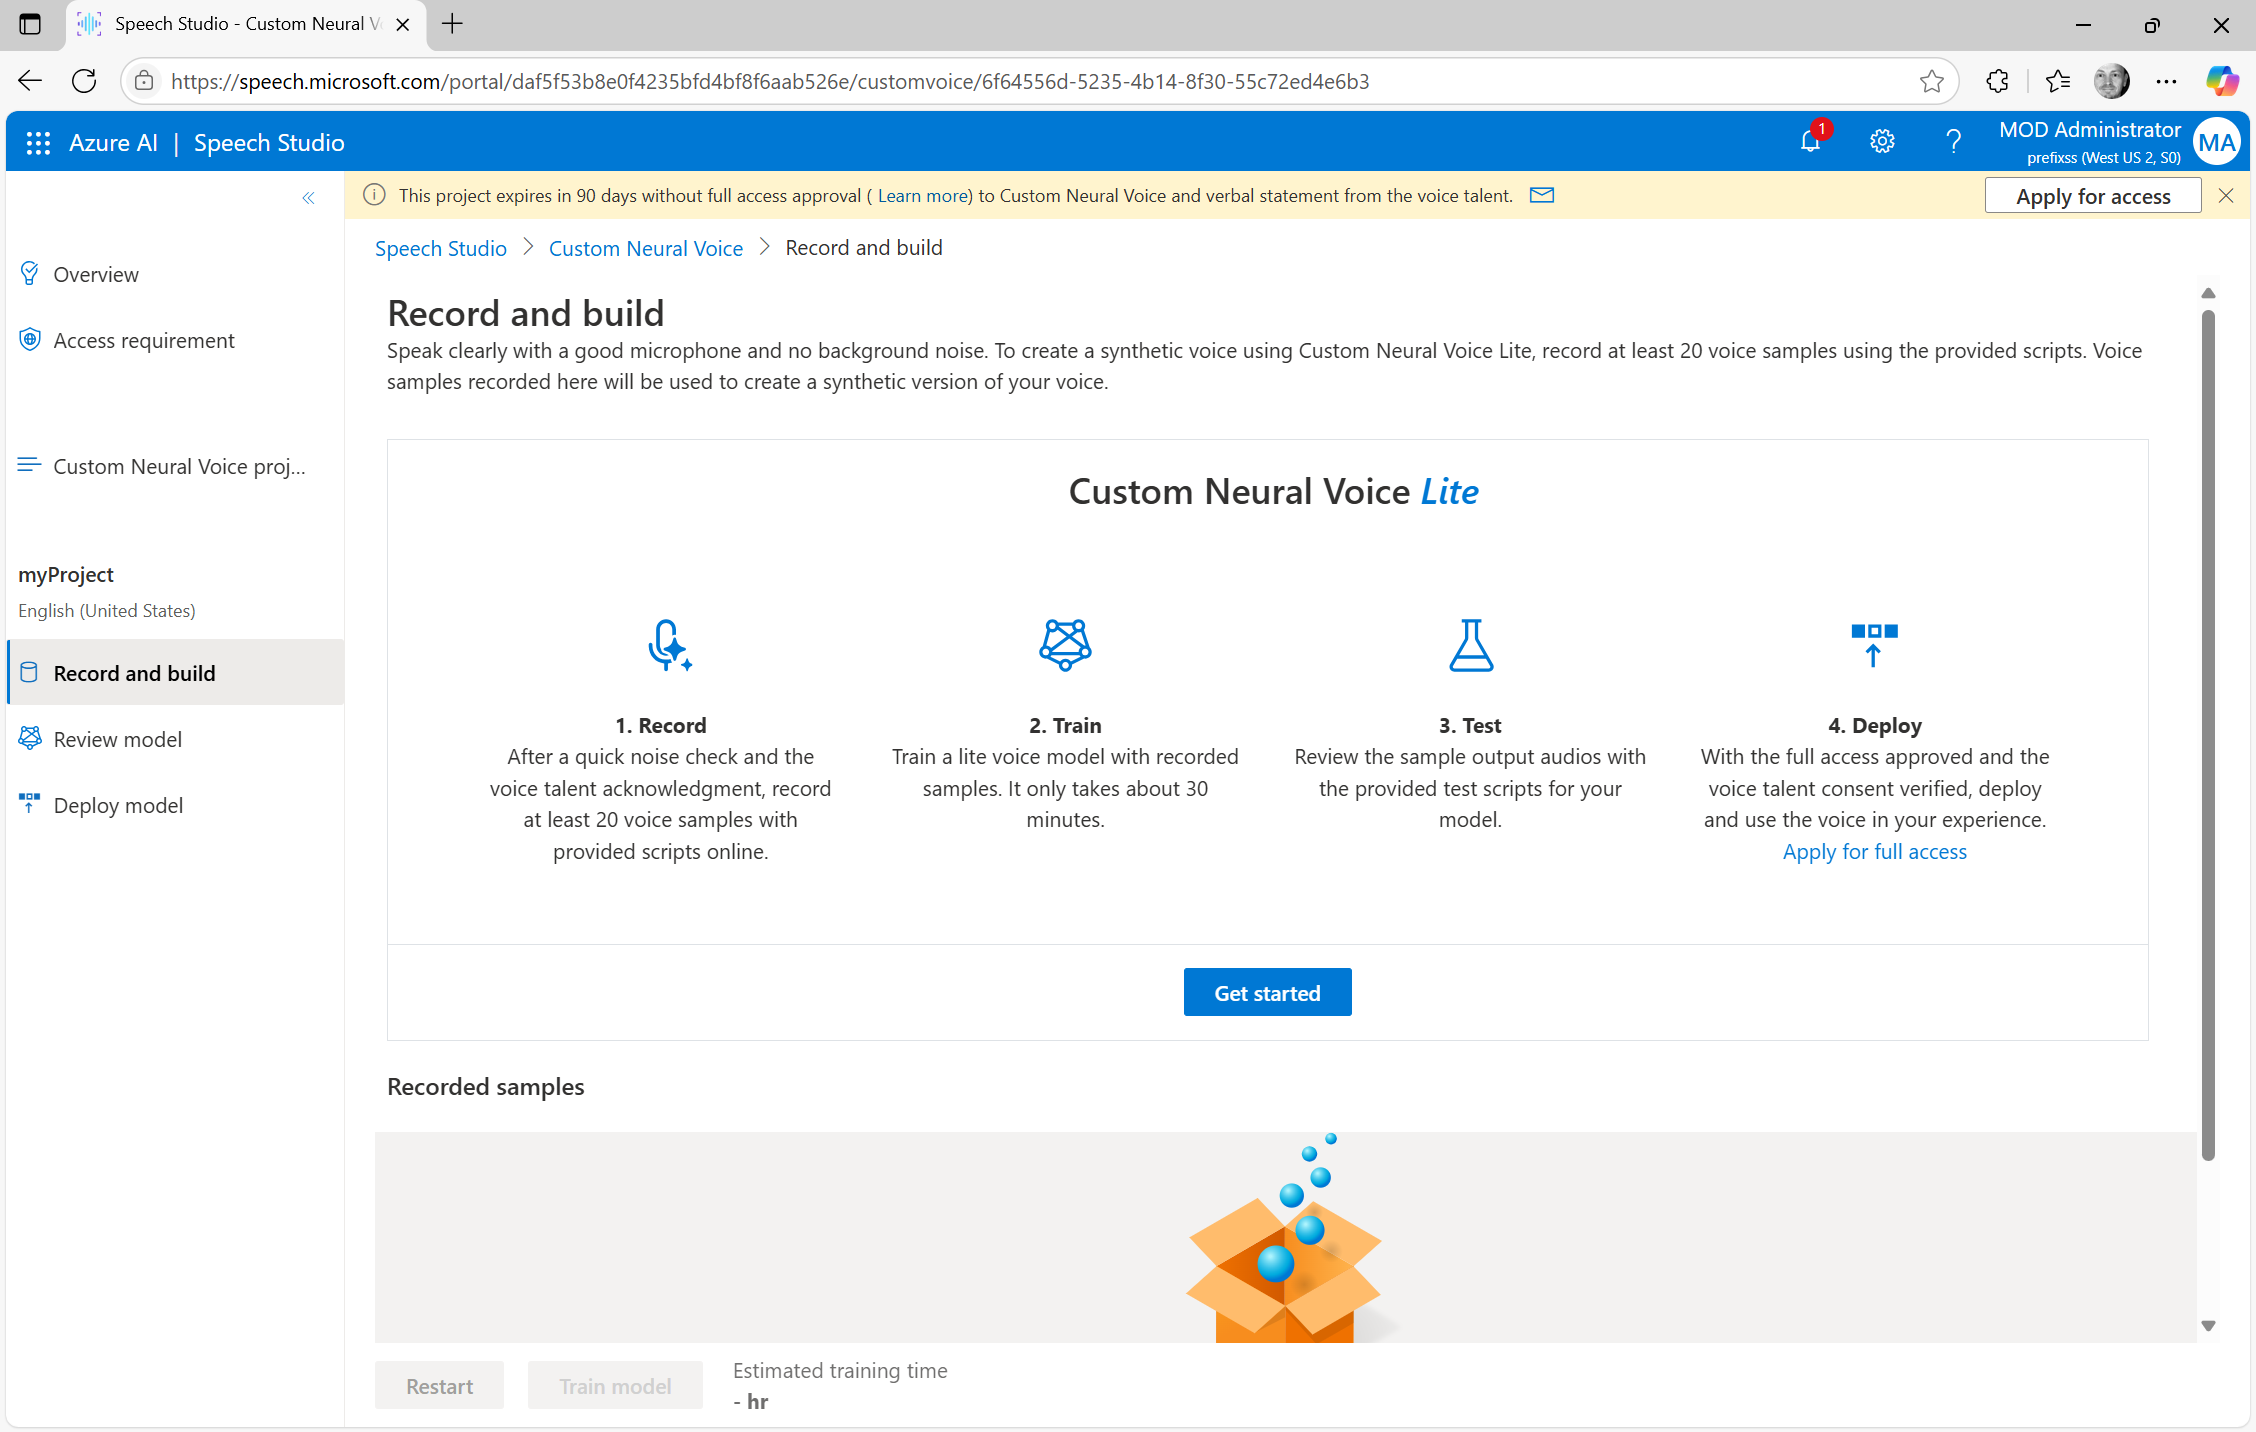 Speech Studio - Custom Neural V
https://speech.microsoft.com/portal/daf5f53b8e0f4235bfd4bf8f6aab526e/customvoice/6f64556d-5235-4b14-8f30-55c72ed4e6b3
Azure AI | Speech Studio
1
MOD Administrator
prefixss (West US 2, S0)
MA
This project expires in 90 days without full access approval ( Learn more) to Custom Neural Voice and verbal statement from the voice talent.
Apply for access
Speech Studio > Custom Neural Voice > Record and build
Overview
Access requirement
Custom Neural Voice proj...
myProject
English (United States)
Record and build
Review model
Deploy model
Record and build
Speak clearly with a good microphone and no background noise. To create a synthetic voice using Custom Neural Voice Lite, record at least 20 voice samples using the provided scripts. Voice
samples recorded here will be used to create a synthetic version of your voice.
Custom Neural Voice Lite
1. Record
After a quick noise check and the
voice talent acknowledgment, record
at least 20 voice samples with
provided scripts online.
2. Train
Train a lite voice model with recorded
samples. It only takes about 30
minutes.
3. Test
Review the sample output audios with
the provided test scripts for your
model.
4. Deploy
With the full access approved and the
voice talent consent verified, deploy
and use the voice in your experience.
Apply for full access
Get started
Recorded samples
Restart
Train model
Estimated training time
- hr